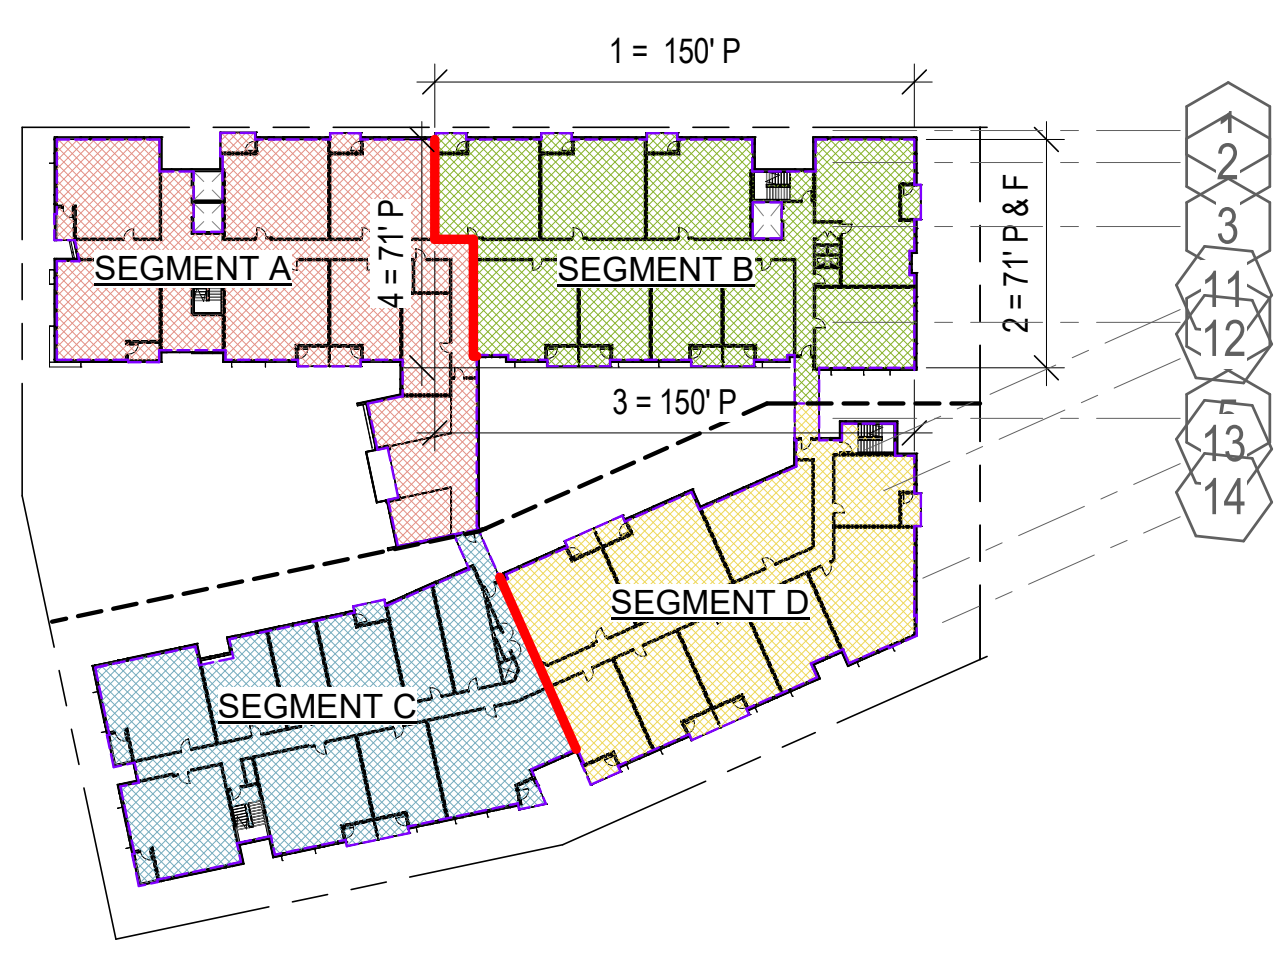 1 = 150' P
1
2
2 = 71' P & F
3
4 = 71' P
SEGMENT A
SEGMENT B
11
12
3 = 150' P
13
14
SEGMENT D
SEGMENT C